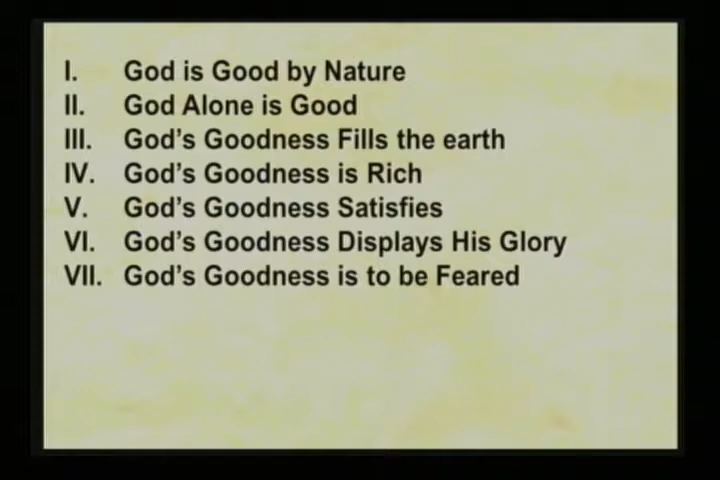 I. God is Good by Nature
II. God Alone is Good
III. God's Goodness Fills the earth
IV. God's Goodness is Rich
V. God's Goodness Satisfies
VI. God's Goodness Displays His Glory
VII. God's Goodness is to be Feared